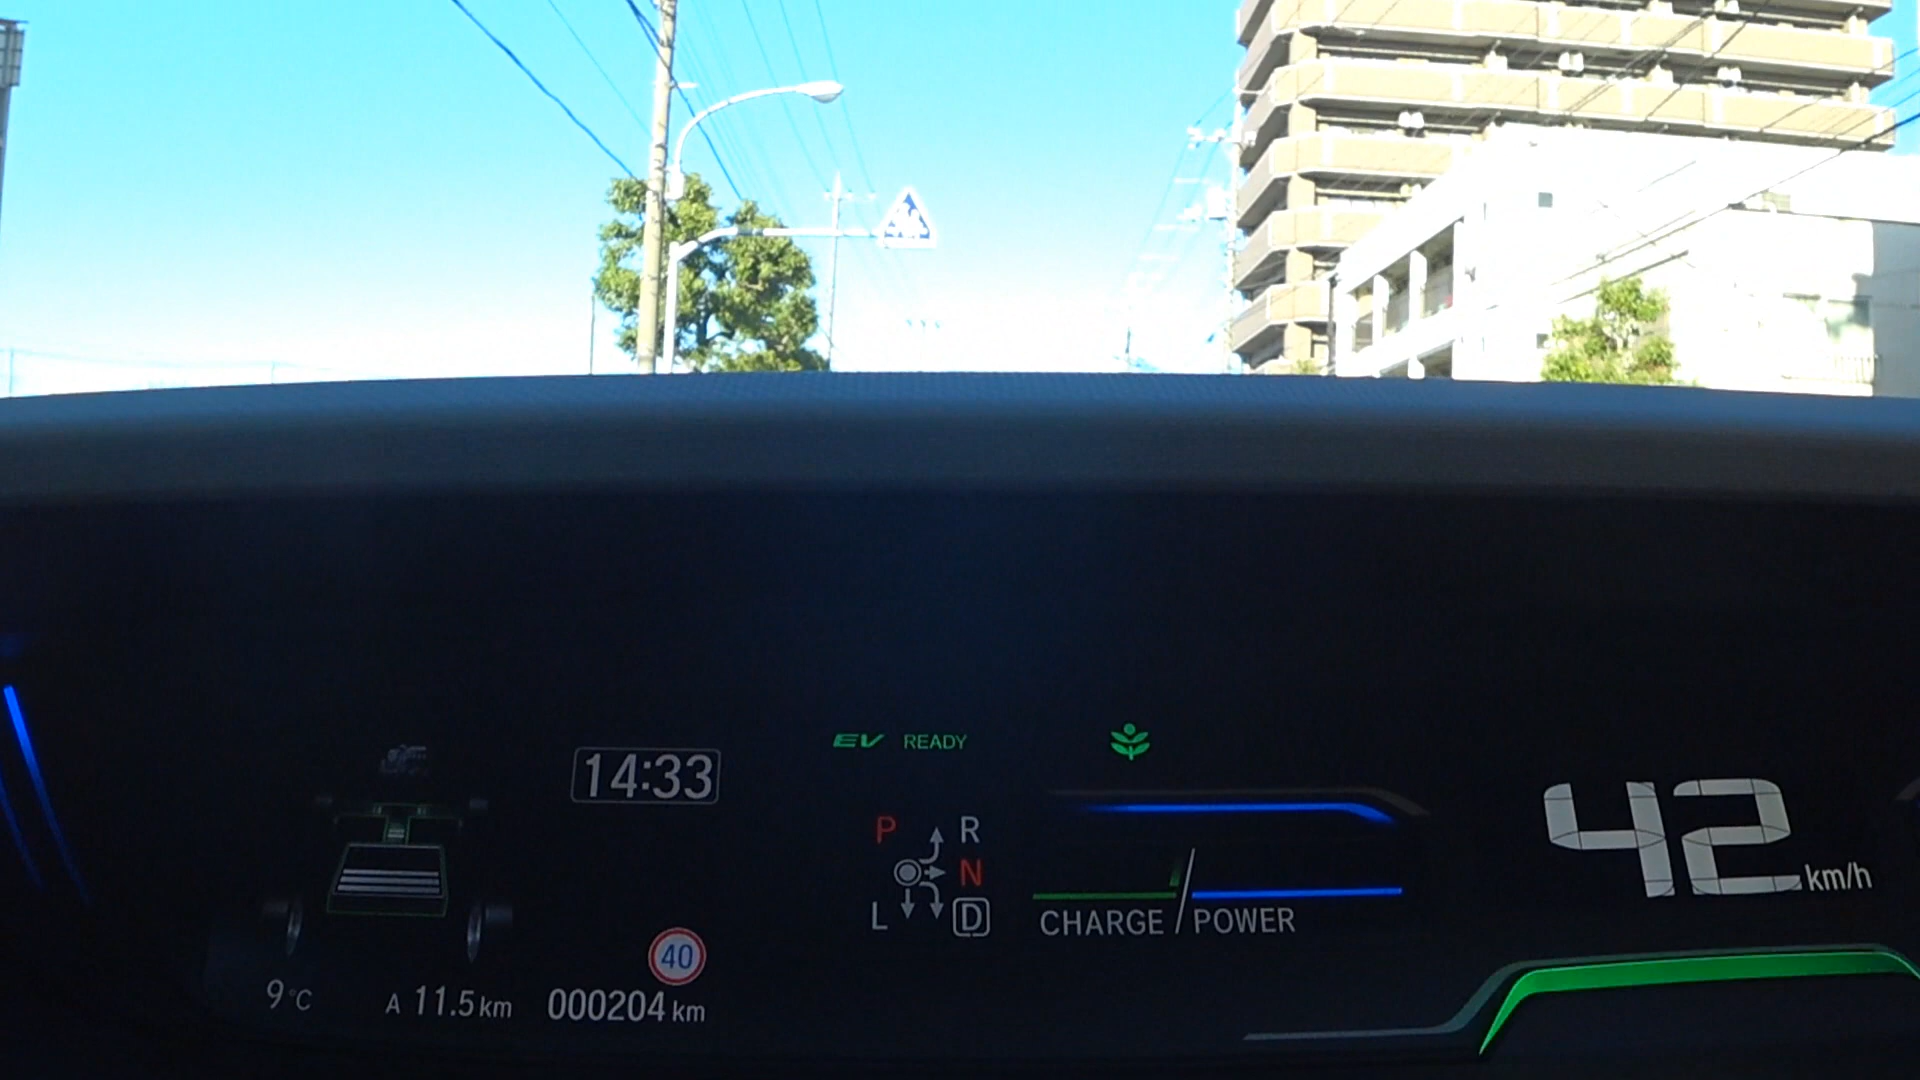 EV READY
14:33
P R
N
L D
CHARGE / POWER
42 km/h
40
9 °C A 11.5 km 000204 km